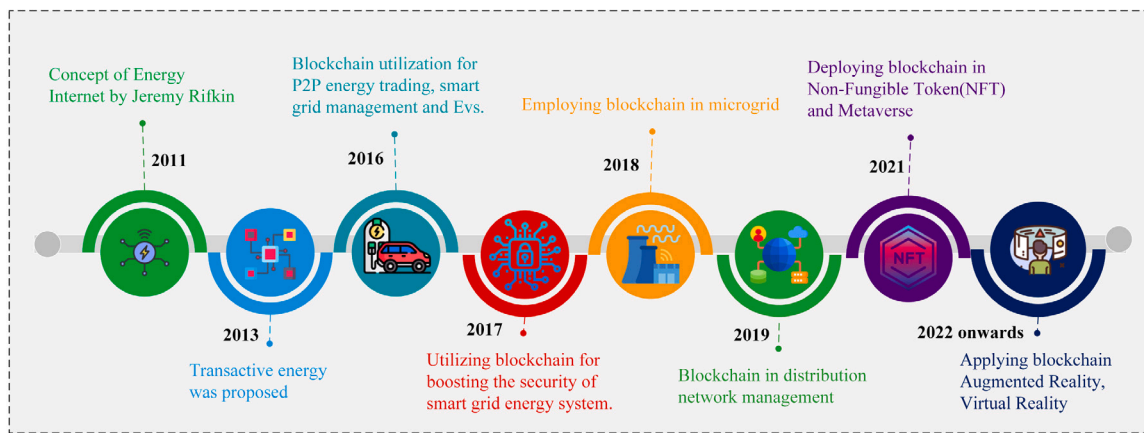 Concept of Energy
Internet by Jeremy Rifkin
2011
2013
Transactive energy
was proposed
Blockchain utilization for
P2P energy trading, smart
grid management and Evs.
2016
2017
Utilizing blockchain for
boosting the security of
smart grid energy system.
Employing blockchain in microgrid
2018
2019
Blockchain in distribution
network management
Deploying blockchain in
Non-Fungible Token(NFT)
and Metaverse
2021
NFT
2022 onwards
Applying blockchain
Augmented Reality,
Virtual Reality